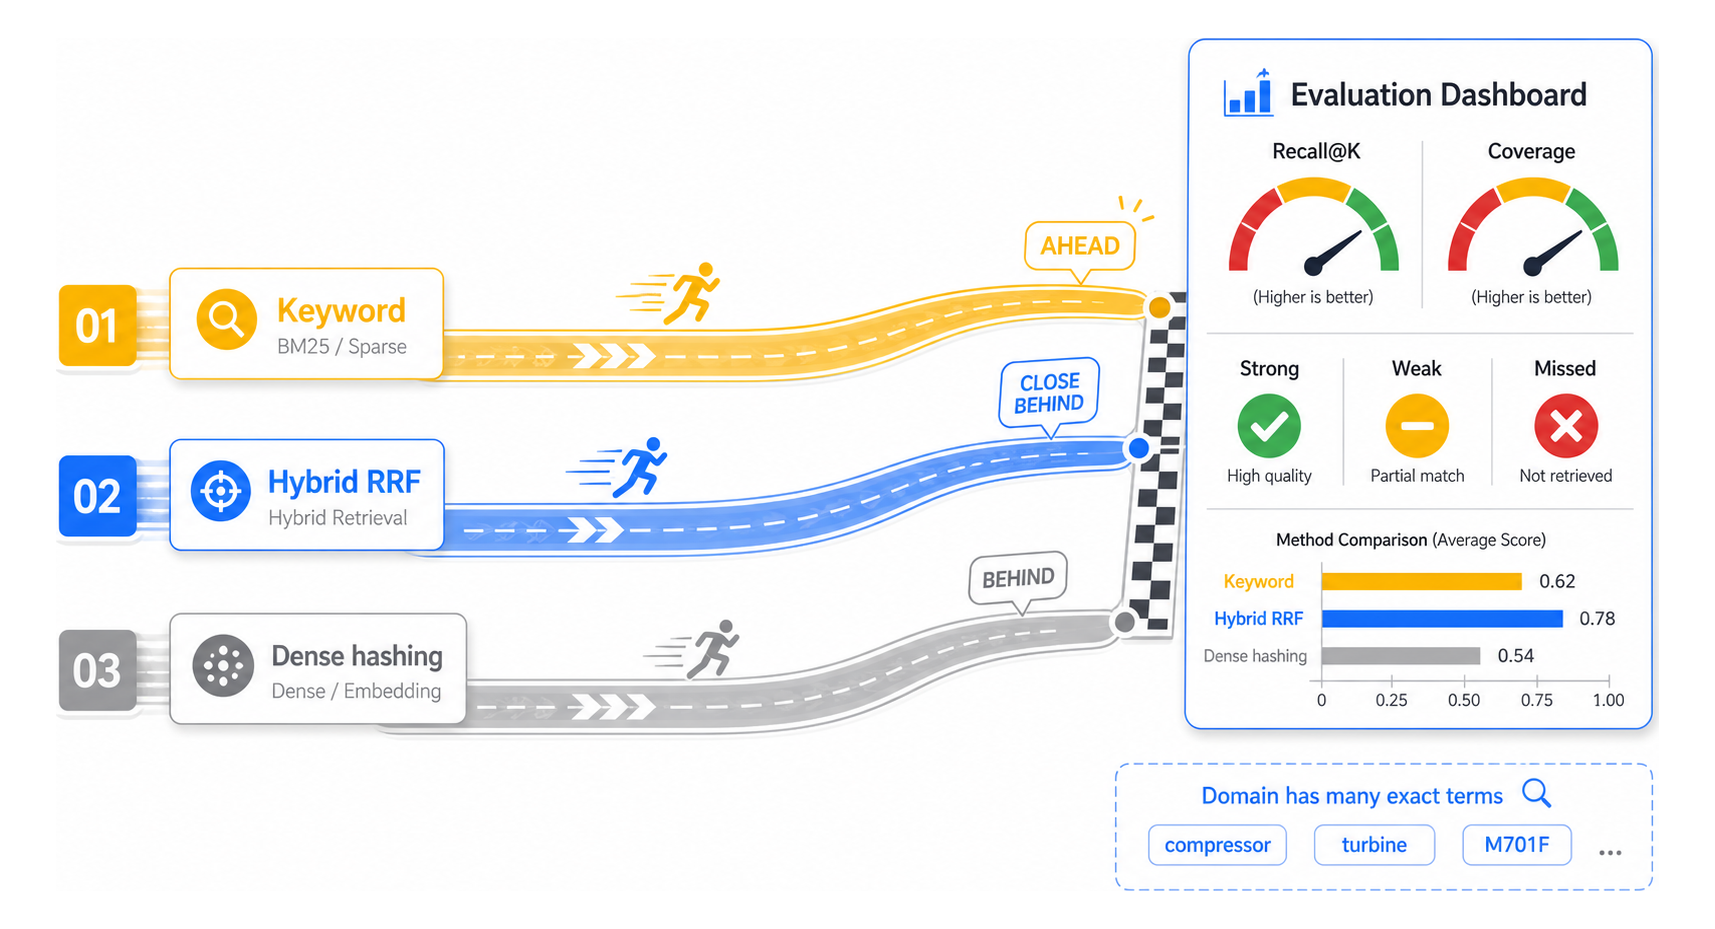 01
Keyword
BM25 / Sparse
AHEAD
02
Hybrid RRF
Hybrid Retrieval
CLOSE
BEHIND
03
Dense hashing
Dense / Embedding
BEHIND
Evaluation Dashboard
Recall@K
(Higher is better)
Coverage
(Higher is better)
Strong
High quality
Weak
Partial match
Missed
Not retrieved
Method Comparison (Average Score)
Keyword 0.62
Hybrid RRF 0.78
Dense hashing 0.54
0 0.25 0.50 0.75 1.00
Domain has many exact terms
compressor turbine M701F ...